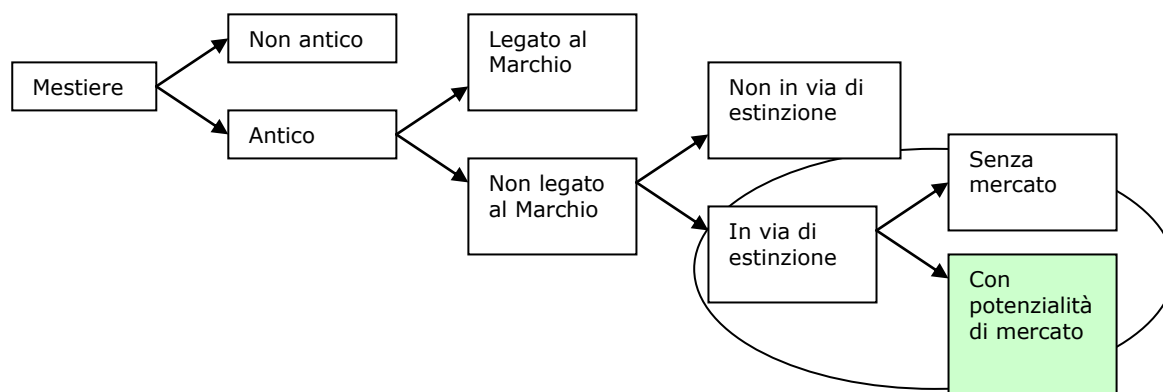 Mestiere
Non antico
Antico
Legato al
Marchio
Non legato
al Marchio
Non in via di
estinzione
In via di
estinzione
Senza
mercato
Con
potenzialità
di mercato